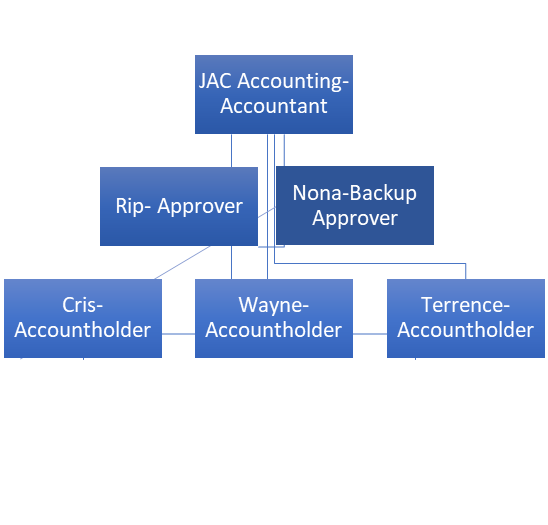 JAC Accounting-
Accountant
Rip- Approver
Nona-Backup
Approver
Cris-
Accountholder
Wayne-
Accountholder
Terrence-
Accountholder